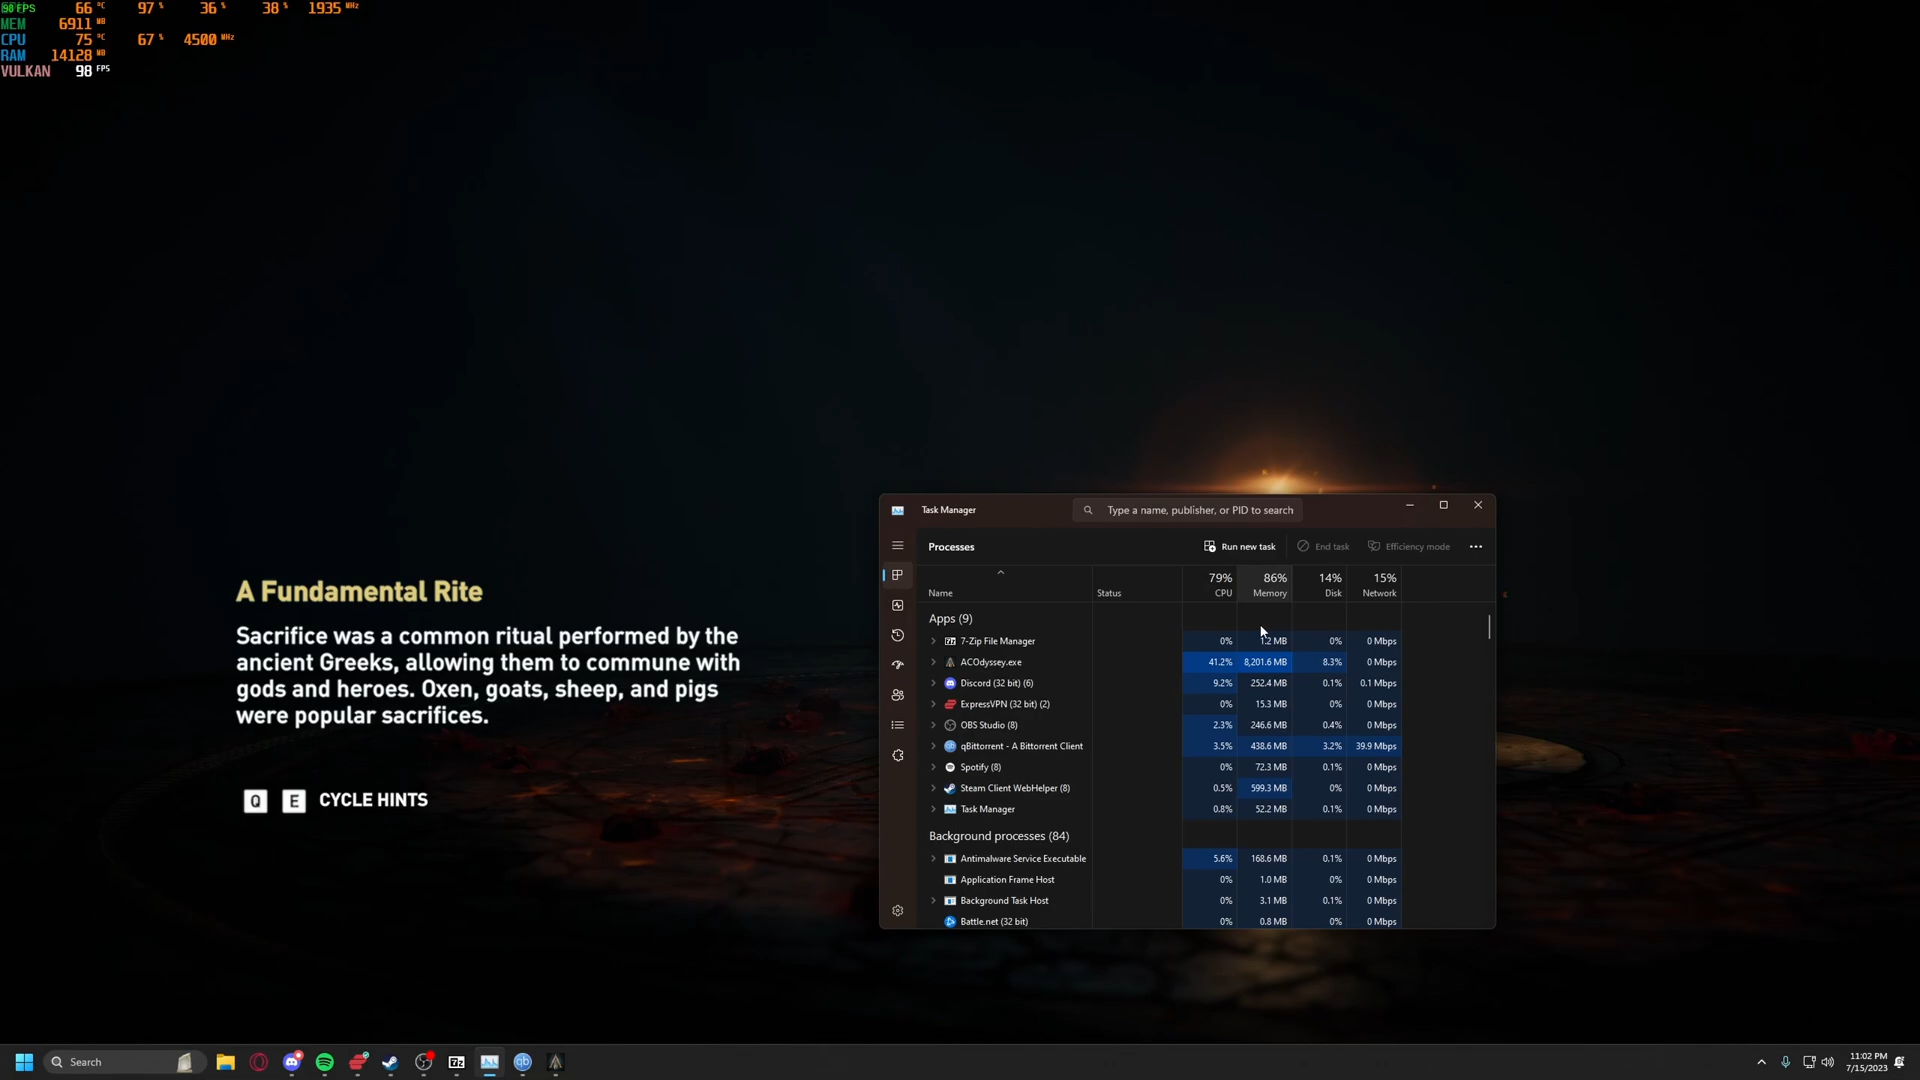 98 FPS 66 °C 97 % 36 % 38 % 1935 MHz
MEM 6911 MB
CPU 75 °C 67 % 4500 MHz
RAM 14128 MB
VULKAN 98 FPS
A Fundamental Rite
Sacrifice was a common ritual performed by the
ancient Greeks, allowing them to commune with
gods and heroes. Oxen, goats, sheep, and pigs
were popular sacrifices.
Q E CYCLE HINTS
Task Manager
Type a name, publisher, or PID to search
Processes
Run new task
End task
Efficiency mode
79% 86% 14% 15%
Name Status CPU Memory Disk Network
Apps (9)
7-Zip File Manager 0% 1.2 MB 0% 0 Mbps
ACOdyssey.exe 41.2% 8,201.6 MB 8.3% 0 Mbps
Discord (32 bit) (6) 9.2% 252.4 MB 0.1% 0.1 Mbps
ExpressVPN (32 bit) (2) 0% 15.3 MB 0% 0 Mbps
OBS Studio (8) 2.3% 246.6 MB 0.4% 0 Mbps
qBittorrent - A Bittorrent Client 3.5% 438.6 MB 3.2% 39.9 Mbps
Spotify (8) 0% 72.3 MB 0.1% 0 Mbps
Steam Client WebHelper (8) 0.5% 599.3 MB 0% 0 Mbps
Task Manager 0.8% 52.2 MB 0.1% 0 Mbps
Background processes (84)
Antimalware Service Executable 5.6% 168.6 MB 0.1% 0 Mbps
Application Frame Host 0% 1.0 MB 0% 0 Mbps
Background Task Host 0% 3.1 MB 0.1% 0 Mbps
Battle.net (32 bit) 0% 0.8 MB 0% 0 Mbps
Search
7z
qb
11:02 PM
7/15/2023